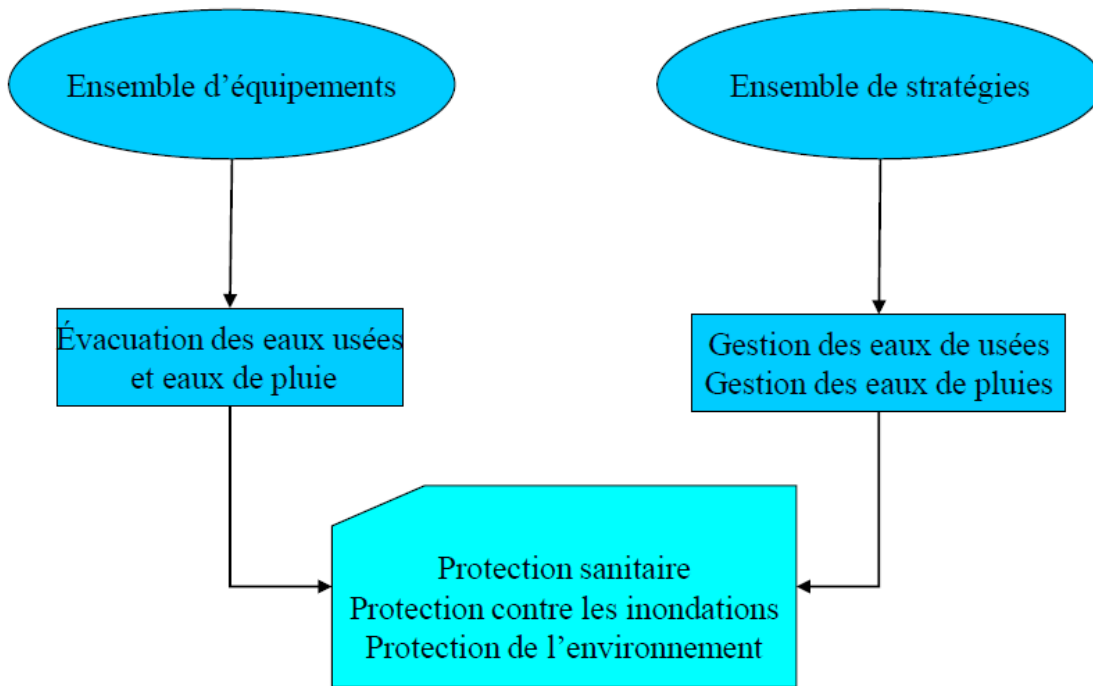 Ensemble d’équipements
Ensemble de stratégies
Évacuation des eaux usées
et eaux de pluie
Gestion des eaux de usées
Gestion des eaux de pluies
Protection sanitaire
Protection contre les inondations
Protection de l’environnement